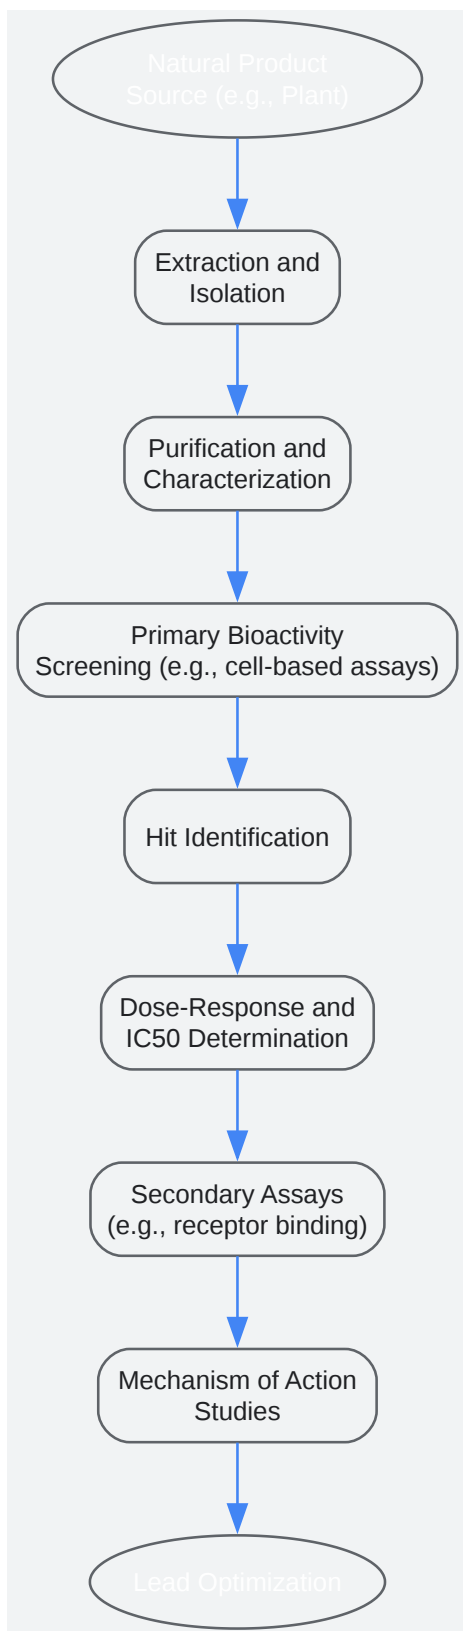 Natural Product
Source (e.g., Plant)
Extraction and
Isolation
Purification and
Characterization
Primary Bioactivity
Screening (e.g., cell-based assays)
Hit Identification
Dose-Response and
IC50 Determination
Secondary Assays
(e.g., receptor binding)
Mechanism of Action
Studies
Lead Optimization